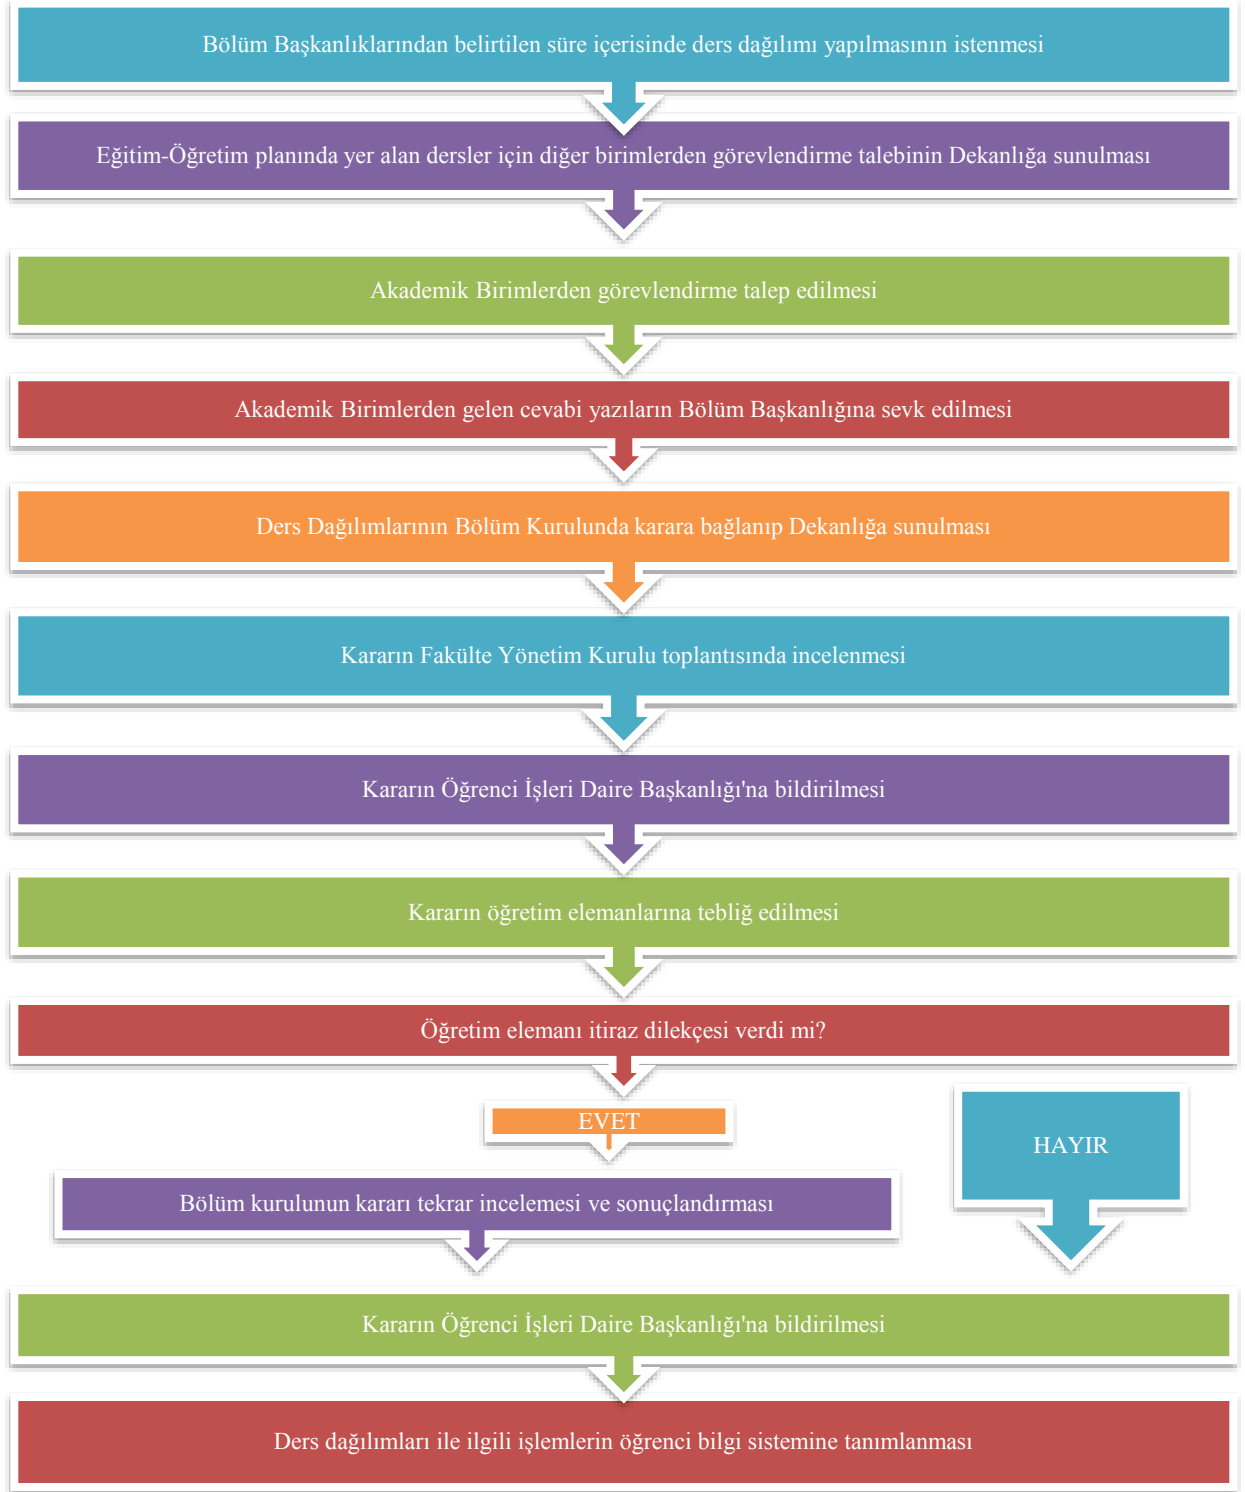 Bölüm Başkanlıklarından belirtilen süre içerisinde ders dağılımı yapılmasının istenmesi
Eğitim-Öğretim planında yer alan dersler için diğer birimlerden görevlendirme talebinin Dekanlığa sunulması
Akademik Birimlerden görevlendirme talep edilmesi
Akademik Birimlerden gelen cevabi yazıların Bölüm Başkanlığına sevk edilmesi
Ders Dağılımlarının Bölüm Kurulunda karara bağlanıp Dekanlığa sunulması
Kararın Fakülte Yönetim Kurulu toplantısında incelenmesi
Kararın Öğrenci İşleri Daire Başkanlığı'na bildirilmesi
Kararın öğretim elemanlarına tebliğ edilmesi
Öğretim elemanı itiraz dilekçesi verdi mi?
EVET
HAYIR
Bölüm kurulunun kararı tekrar incelemesi ve sonuçlandırması
Kararın Öğrenci İşleri Daire Başkanlığı'na bildirilmesi
Ders dağılımları ile ilgili işlemlerin öğrenci bilgi sistemine tanımlanması